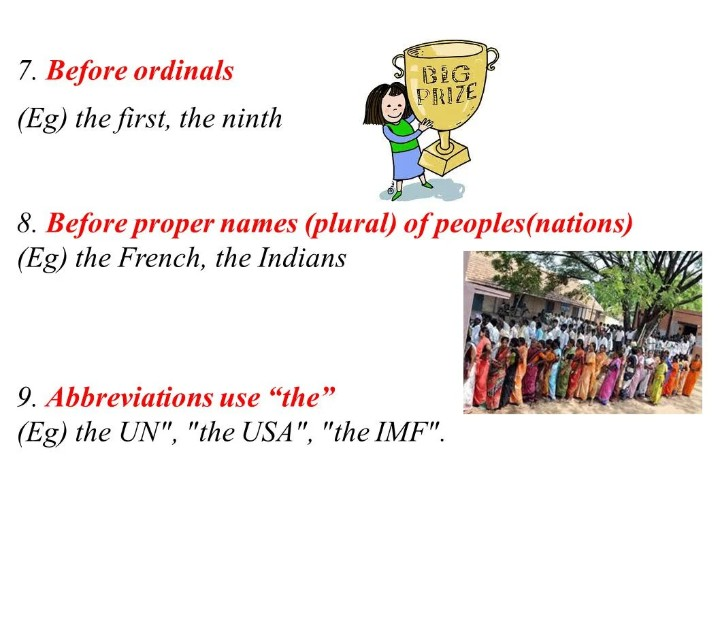 7. Before ordinals
BIG
PRIZE
(Eg) the first, the ninth
8. Before proper names (plural) of peoples(nations)
(Eg) the French, the Indians
9. Abbreviations use “the”
(Eg) the UN", "the USA", "the IMF".